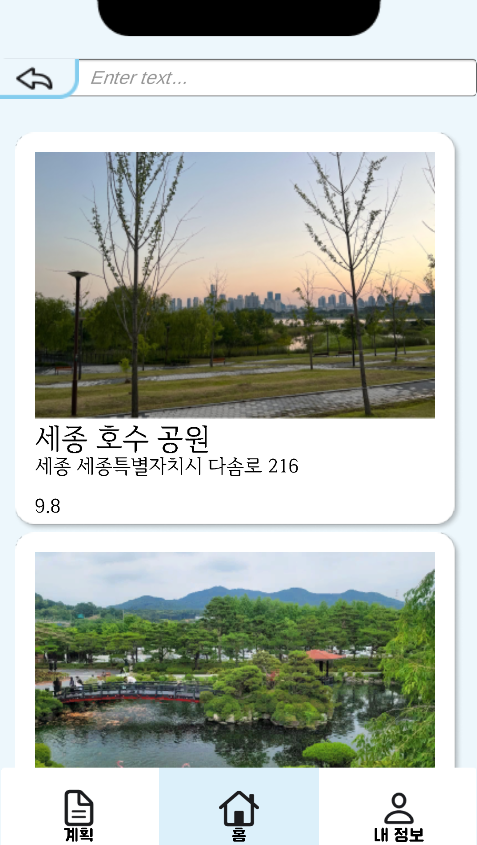 Enter text...
세종 호수 공원
세종 세종특별자치시 다솜로 216
9.8
계획
홈
내 정보